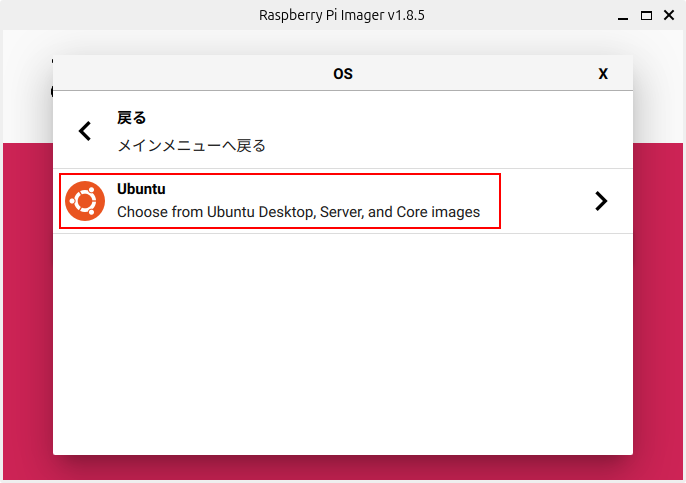 Raspberry Pi Imager v1.8.5
OS
X
戻る
メインメニューへ戻る
Ubuntu
Choose from Ubuntu Desktop, Server, and Core images